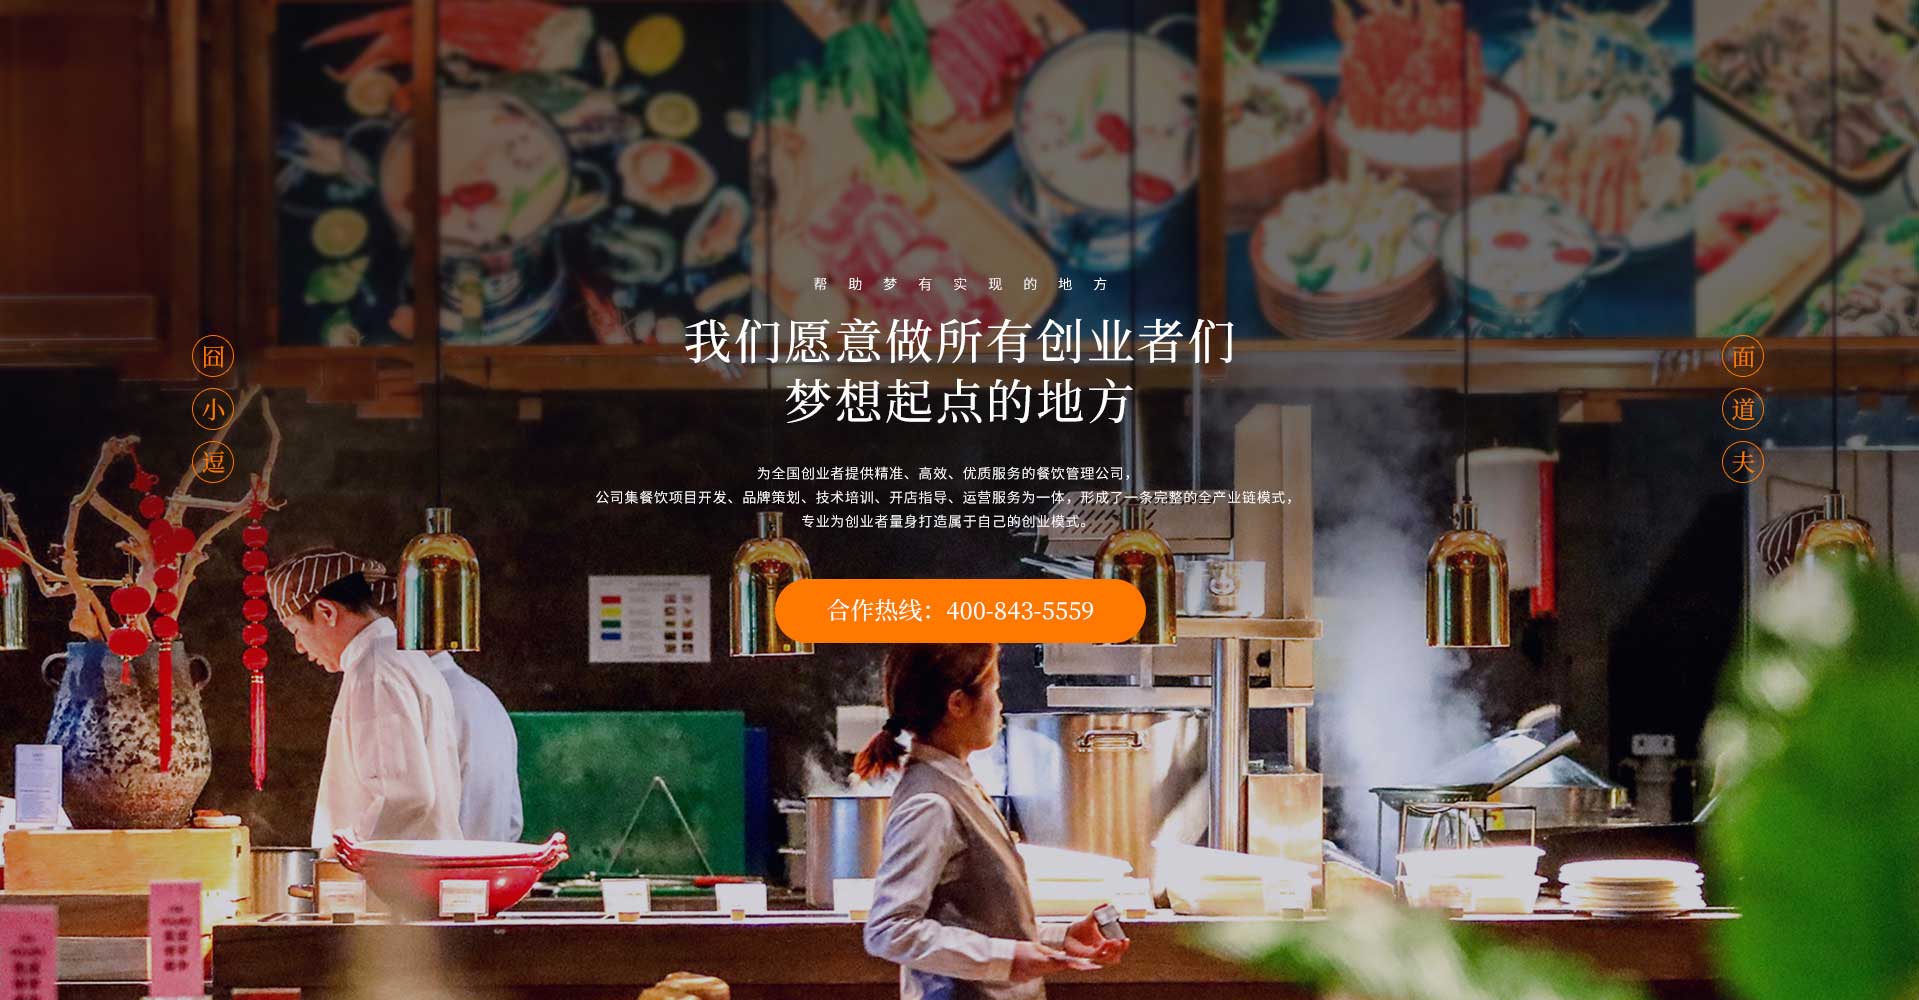 帮助梦有实现的地方
我们愿意做所有创业者们
梦想起点的地方
囧
小
逗
面
道
夫
为全国创业者提供精准、高效、优质服务的餐饮管理公司，
公司集餐饮项目开发、品牌策划、技术培训、开店指导、运营服务为一体，形成了一条完整的全产业链模式，
专业为创业者量身打造属于自己的创业模式。
合作热线：400-843-5559